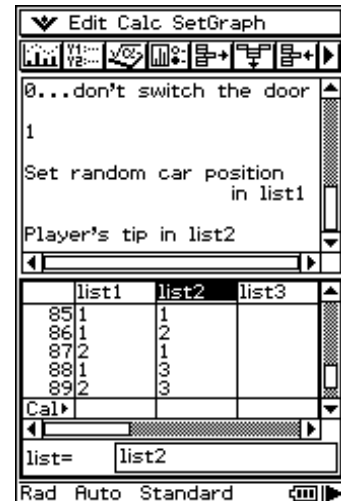 Edit Calc SetGraph
Y1:
Y2:
0...don't switch the door
1
Set random car position
in list1
Player's tip in list2
list1 list2 list3
85 1 1
86 1 2
87 2 1
88 1 3
89 2 3
Cal▸
list= list2
Rad Auto Standard